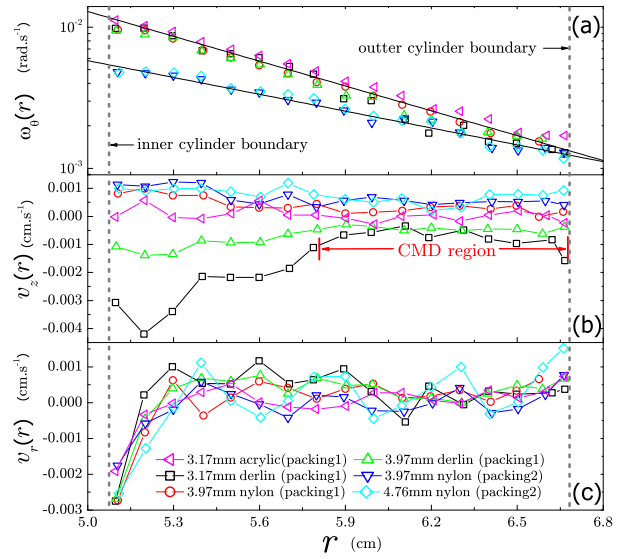 (a)
10⁻²
10⁻³
ω_θ(r) (rad.s⁻¹)
outter cylinder boundary
inner cylinder boundary
(b)
0.001
0.000
-0.001
-0.002
-0.003
-0.004
v_z(r) (cm.s⁻¹)
CMD region
(c)
0.001
0.000
-0.001
-0.002
-0.003
v_r(r) (cm.s⁻¹)
3.17mm acrylic(packing1) 3.97mm derlin (packing1)
3.17mm derlin (packing1) 3.97mm nylon (packing2)
3.97mm nylon (packing1) 4.76mm nylon (packing2)
5.0 5.3 5.6 5.9 6.2 6.5 6.8
r (cm)